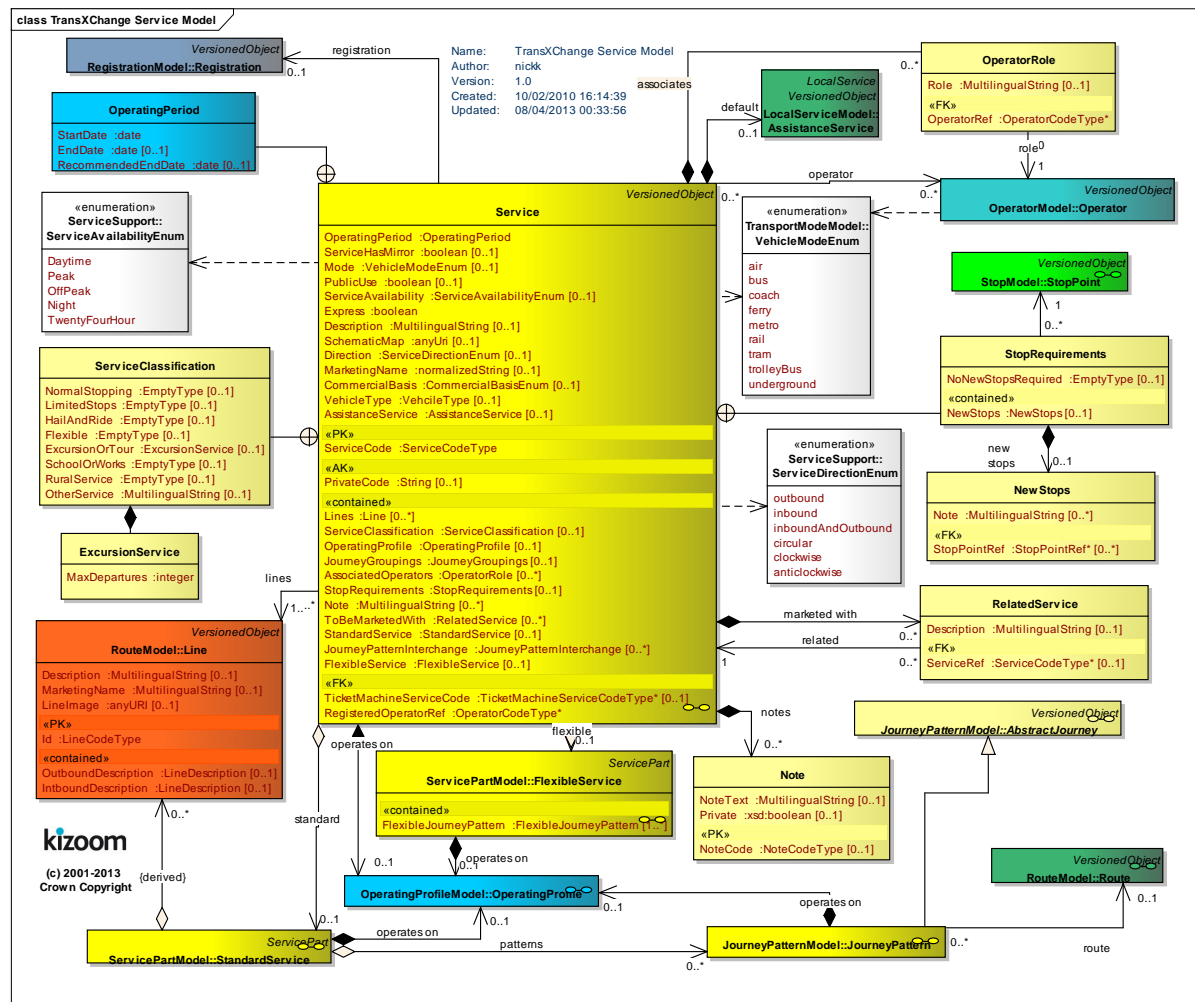 class TransXChange Service Model
VersionedObject
RegistrationModel::Registration
registration
0..1
Name: TransXChange Service Model
Author: nickk
Version: 1.0
Created: 10/02/2010 16:14:39
Updated: 08/04/2013 00:33:56
associates
0..*
OperatorRole
Role :MultilingualString [0..1]
«FK»
OperatorRef :OperatorCodeType*
LocalService
VersionedObject
LocalServiceModel::
AssistanceService
default
0..1
OperatingPeriod
StartDate :date
EndDate :date [0..1]
RecommendedEndDate :date [0..1]
role
0
1
operator
0..*
0..*
VersionedObject
OperatorModel::Operator
«enumeration»
ServiceSupport::
ServiceAvailabilityEnum
Daytime
Peak
OffPeak
Night
TwentyFourHour
VersionedObject
Service
OperatingPeriod :OperatingPeriod
ServiceHasMirror :boolean [0..1]
Mode :VehicleModeEnum [0..1]
PublicUse :boolean [0..1]
ServiceAvailability :ServiceAvailabilityEnum [0..1]
Express :boolean
Description :MultilingualString [0..1]
SchematicMap :anyUri [0..1]
Direction :ServiceDirectionEnum [0..1]
MarketingName :normalizedString [0..1]
CommercialBasis :CommercialBasisEnum [0..1]
VehicleType :VehcileType [0..1]
AssistanceService :AssistanceService [0..1]
«PK»
ServiceCode :ServiceCodeType
«AK»
PrivateCode :String [0..1]
«contained»
Lines :Line [0..*]
ServiceClassification :ServiceClassification [0..1]
OperatingProfile :OperatingProfile [0..1]
JourneyGroupings :JourneyGroupings [0..1]
AssociatedOperators :OperatorRole [0..*]
StopRequirements :StopRequirements [0..1]
Note :MultilingualString [0..*]
ToBeMarketedWith :RelatedService [0..*]
StandardService :StandardService [0..1]
JourneyPatternInterchange :JourneyPatternInterchange [0..*]
FlexibleService :FlexibleService [0..1]
«FK»
TicketMachineServiceCode :TicketMachineServiceCodeType* [0..1]
RegisteredOperatorRef :OperatorCodeType*
«enumeration»
TransportModeModel::
VehicleModeEnum
air
bus
coach
ferry
metro
rail
tram
trolleyBus
underground
VersionedObject
StopModel::StopPoint
1
0..*
StopRequirements
NoNewStopsRequired :EmptyType [0..1]
«contained»
NewStops :NewStops [0..1]
ServiceClassification
NormalStopping :EmptyType [0..1]
LimitedStops :EmptyType [0..1]
HailAndRide :EmptyType [0..1]
Flexible :EmptyType [0..1]
ExcursionOrTour :ExcursionService [0..1]
SchoolOrWorks :EmptyType [0..1]
RuralService :EmptyType [0..1]
OtherService :MultilingualString [0..1]
«enumeration»
ServiceSupport::
ServiceDirectionEnum
outbound
inbound
inboundAndOutbound
circular
clockwise
anticlockwise
new
stops
0..1
NewStops
Note :MultilingualString [0..*]
«FK»
StopPointRef :StopPointRef* [0..*]
ExcursionService
MaxDepartures :integer
lines
1..*
marketed with
0..*
related
1
0..*
RelatedService
Description :MultilingualString [0..1]
«FK»
ServiceRef :ServiceCodeType* [0..1]
VersionedObject
RouteModel::Line
Description :MultilingualString [0..1]
MarketingName :MultilingualString [0..1]
LineImage :anyURI [0..1]
«PK»
Id :LineCodeType
«contained»
OutboundDescription :LineDescription [0..1]
IntboundDescription :LineDescription [0..1]
notes
0..*
VersionedObject
JourneyPatternModel::AbstractJourney
operates on
flexible
0..1
ServicePart
ServicePartModel::FlexibleService
«contained»
FlexibleJourneyPattern :FlexibleJourneyPattern [1..*]
Note
NoteText :MultilingualString [0..1]
Private :xsd:boolean [0..1]
«PK»
NoteCode :NoteCodeType [0..1]
0..*
standard
kizoom
(c) 2001-2013
Crown Copyright
{derived}
0..1
operates on
0..1
OperatingProfileModel::OperatingProfile
0..1
0..1
operates on
VersionedObject
RouteModel::Route
0..1
0..1
operates on
ServicePart
ServicePartModel::StandardService
patterns
0..*
JourneyPatternModel::JourneyPattern
0..*
route